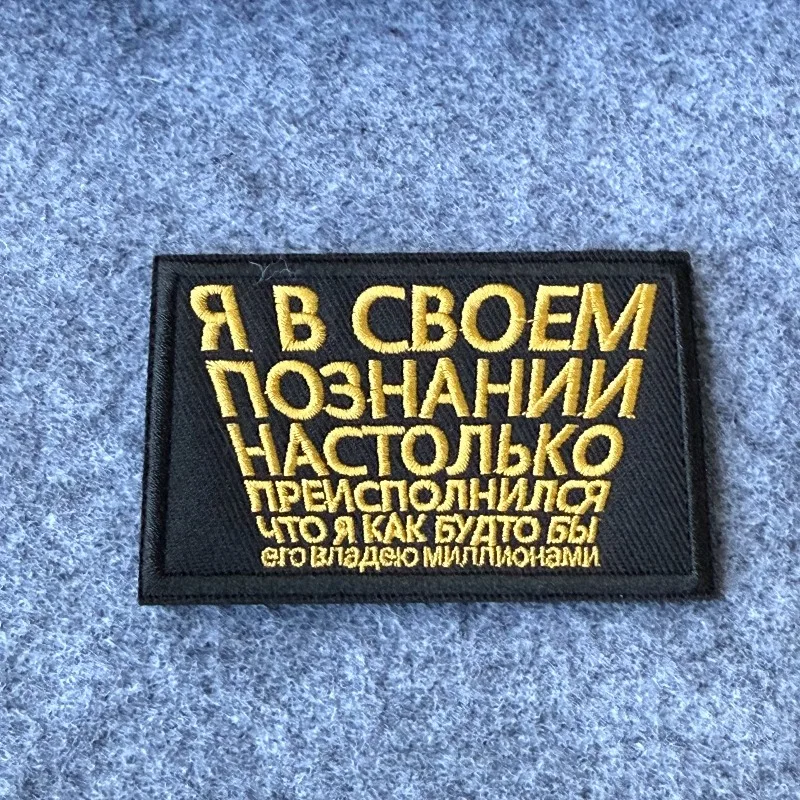 Я В СВОЕМ
ПОЗНАНИИ
НАСТОЛЬКО
ПРЕИСПОЛНИЛСЯ
ЧТО Я КАК БУДТО БЫ
его владею миллионами